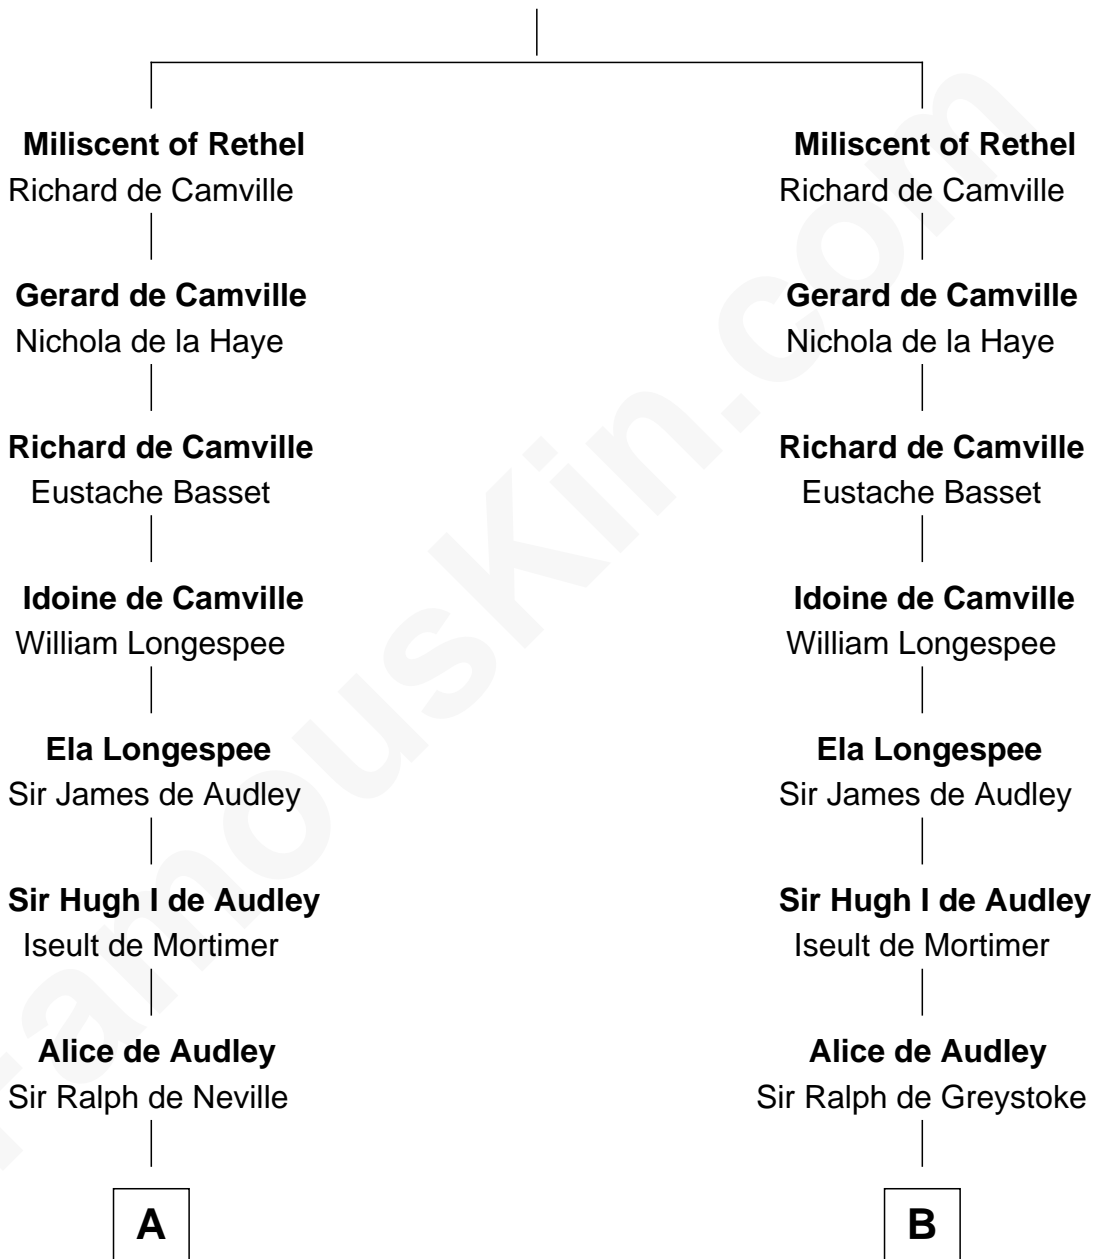 Miliscent of Rethel
Richard de Camville
Gerard de Camville
Nichola de la Haye
Richard de Camville
Eustache Basset
Idoine de Camville
William Longespee
Ela Longespee
Sir James de Audley
Sir Hugh I de Audley
Iseult de Mortimer
Alice de Audley
Sir Ralph de Neville
A
Miliscent of Rethel
Richard de Camville
Gerard de Camville
Nichola de la Haye
Richard de Camville
Eustache Basset
Idoine de Camville
William Longespee
Ela Longespee
Sir James de Audley
Sir Hugh I de Audley
Iseult de Mortimer
Alice de Audley
Sir Ralph de Greystoke
B
FamousKin.com